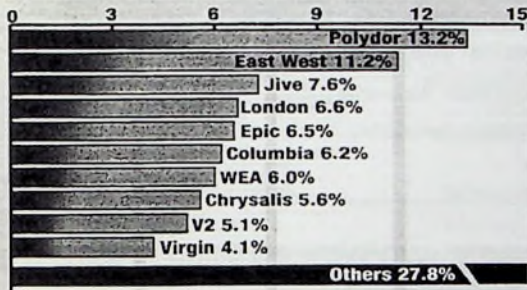 0 3 6 9 12 15
Polydor 13.2%
East West 11.2%
Jive 7.6%
London 6.6%
Epic 6.5%
Columbia 6.2%
WEA 6.0%
Chrysalis 5.6%
V2 5.1%
Virgin 4.1%
Others 27.8%